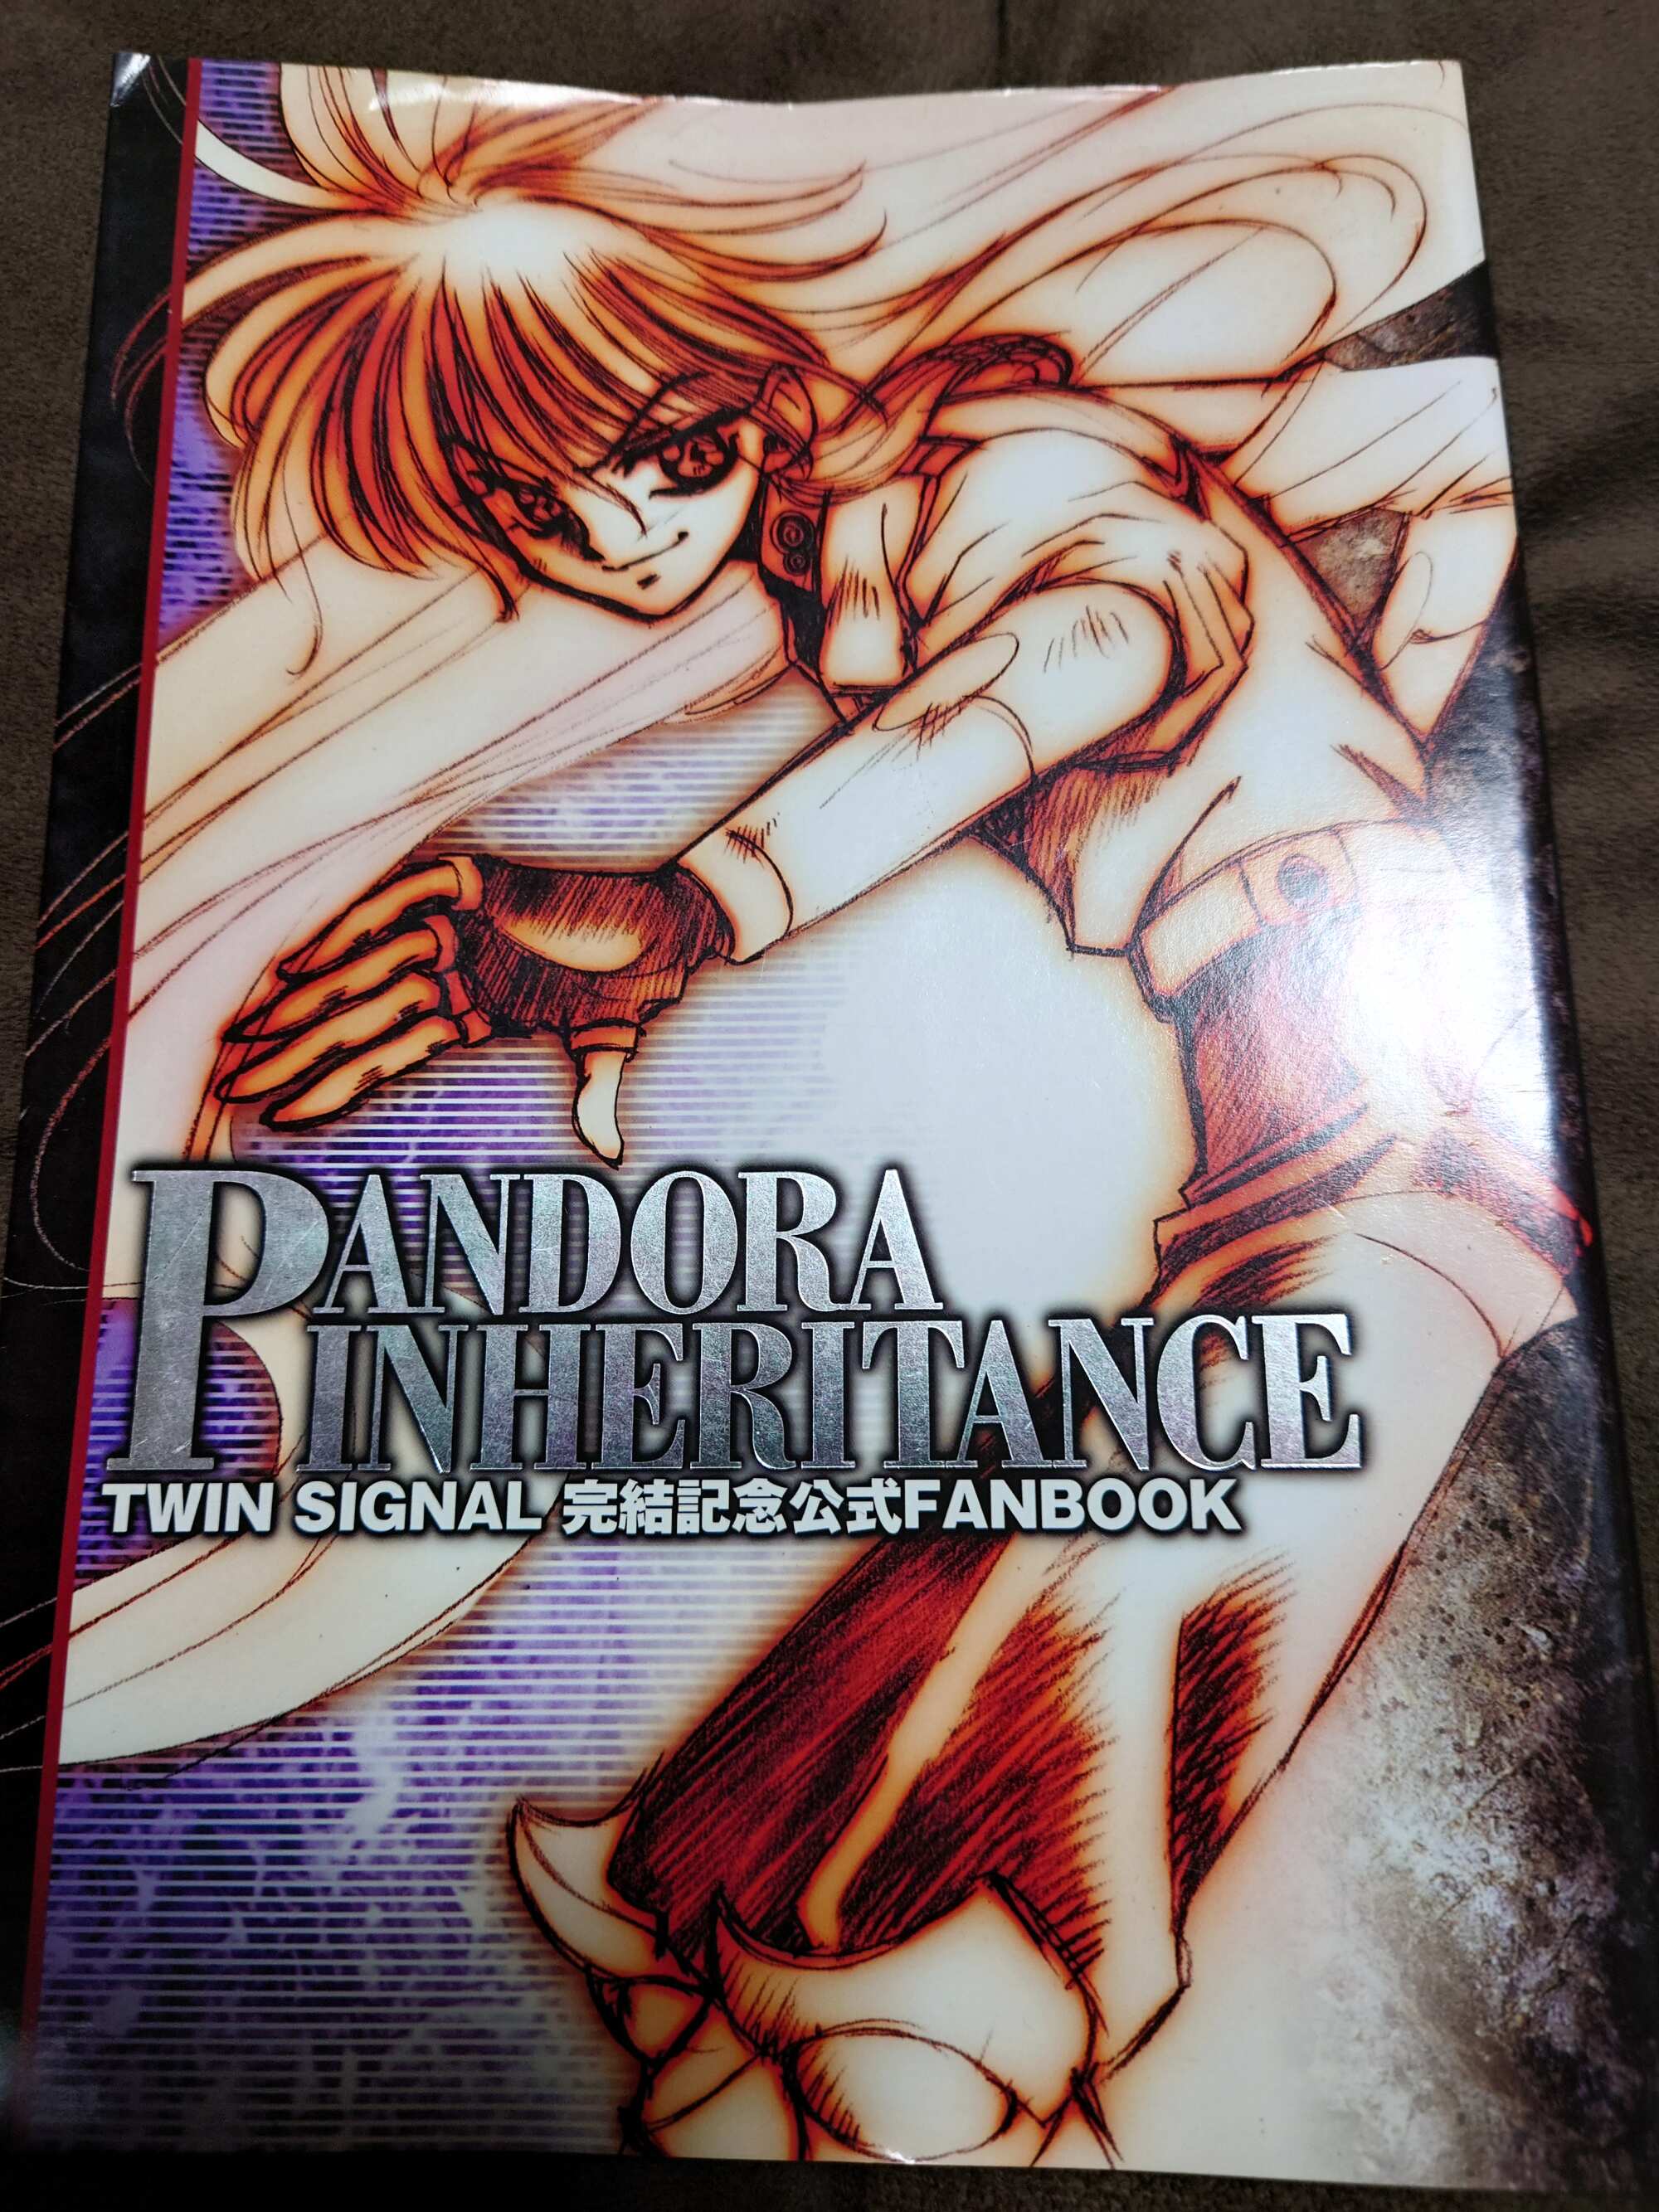 PANDORA
INHERITANCE
TWIN SIGNAL 完結記念公式FANBOOK